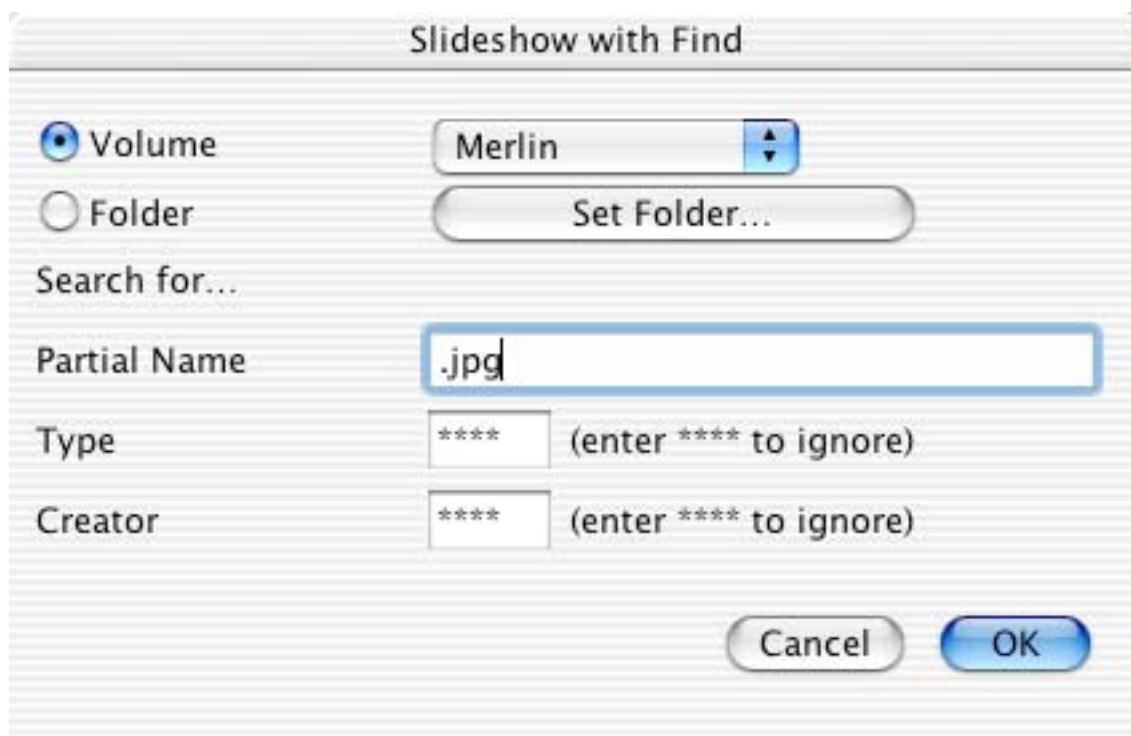 Slideshow with Find
Volume Merlin
Folder Set Folder...
Search for...
Partial Name .jpg
Type **** (enter **** to ignore)
Creator **** (enter **** to ignore)
Cancel OK